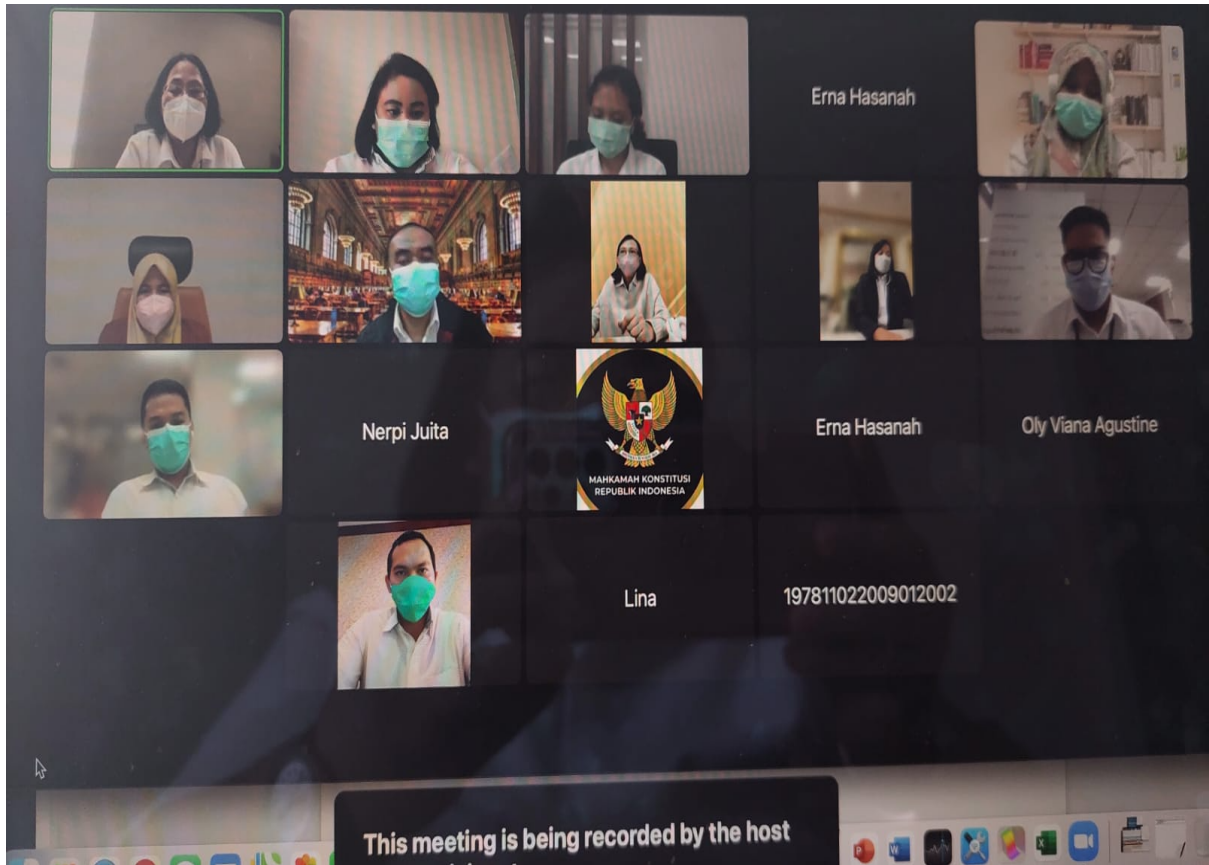 Erna Hasanah
Nerpi Juita
MAHKAMAH KONSTITUSI
REPUBLIK INDONESIA
Erna Hasanah
Oly Viana Agustine
Lina
197811022009012002
This meeting is being recorded by the host
P
W
X